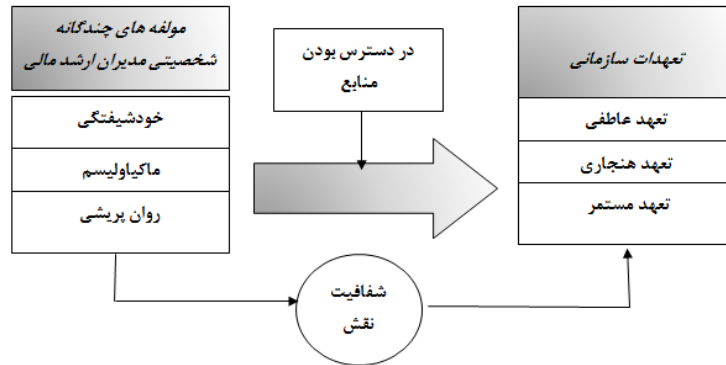 مولفه های چندگانه
شخصیتی مدیران ارشد مالی
خودشیفتگی
ماکیاولیسم
روان پریشی
در دسترس بودن
منابع
شفافیت
نقش
تعهدات سازمانی
تعهد عاطفی
تعهد هنجاری
تعهد مستمر